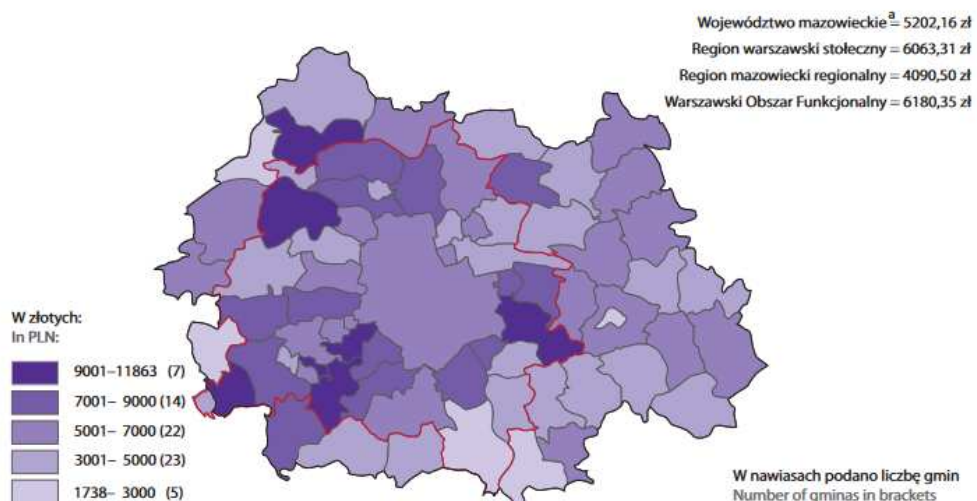 Województwo mazowieckie a = 5202,16 zł
Region warszawski stołeczny = 6063,31 zł
Region mazowiecki regionalny = 4090,50 zł
Warszawski Obszar Funkcjonalny = 6180,35 zł
W złotych:
In PLN:
9001–11863 (7)
7001– 9000 (14)
5001– 7000 (22)
3001– 5000 (23)
1738– 3000 (5)
W nawiasach podano liczbę gmin
Number of gminas in brackets